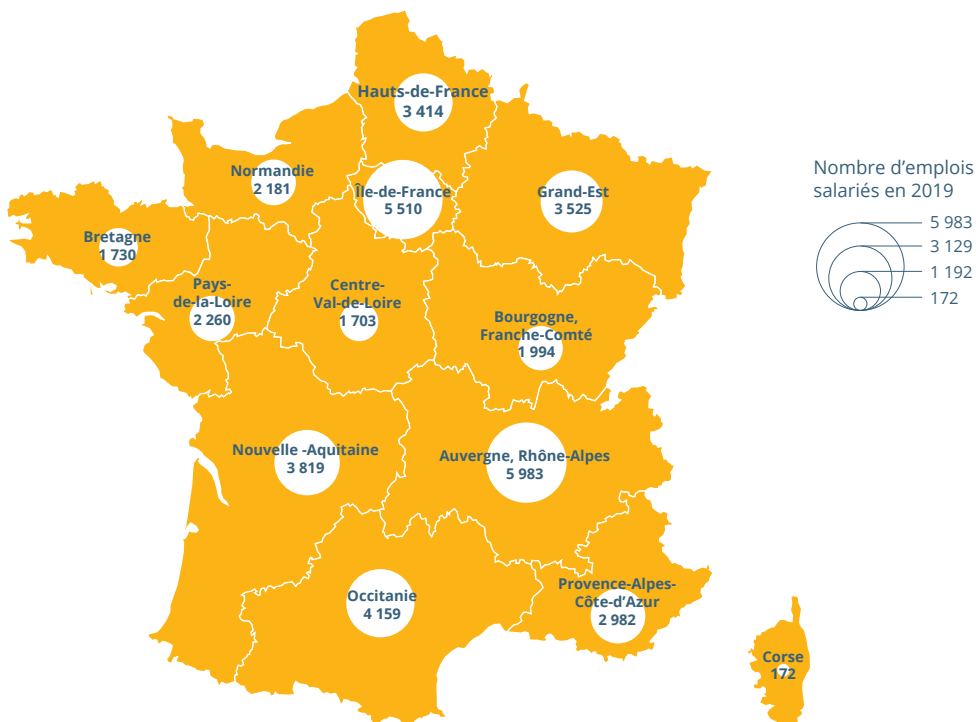 Hauts-de-France
3 414
Normandie
2 181
Île-de-France
5 510
Grand-Est
3 525
Bretagne
1 730
Pays-
de-la-Loire
2 260
Centre-
Val-de-Loire
1 703
Bourgogne,
Franche-Comté
1 994
Nouvelle -Aquitaine
3 819
Auvergne, Rhône-Alpes
5 983
Occitanie
4 159
Provence-Alpes-
Côte-d’Azur
2 982
Corse
172
Nombre d’emplois
salariés en 2019
5 983
3 129
1 192
172